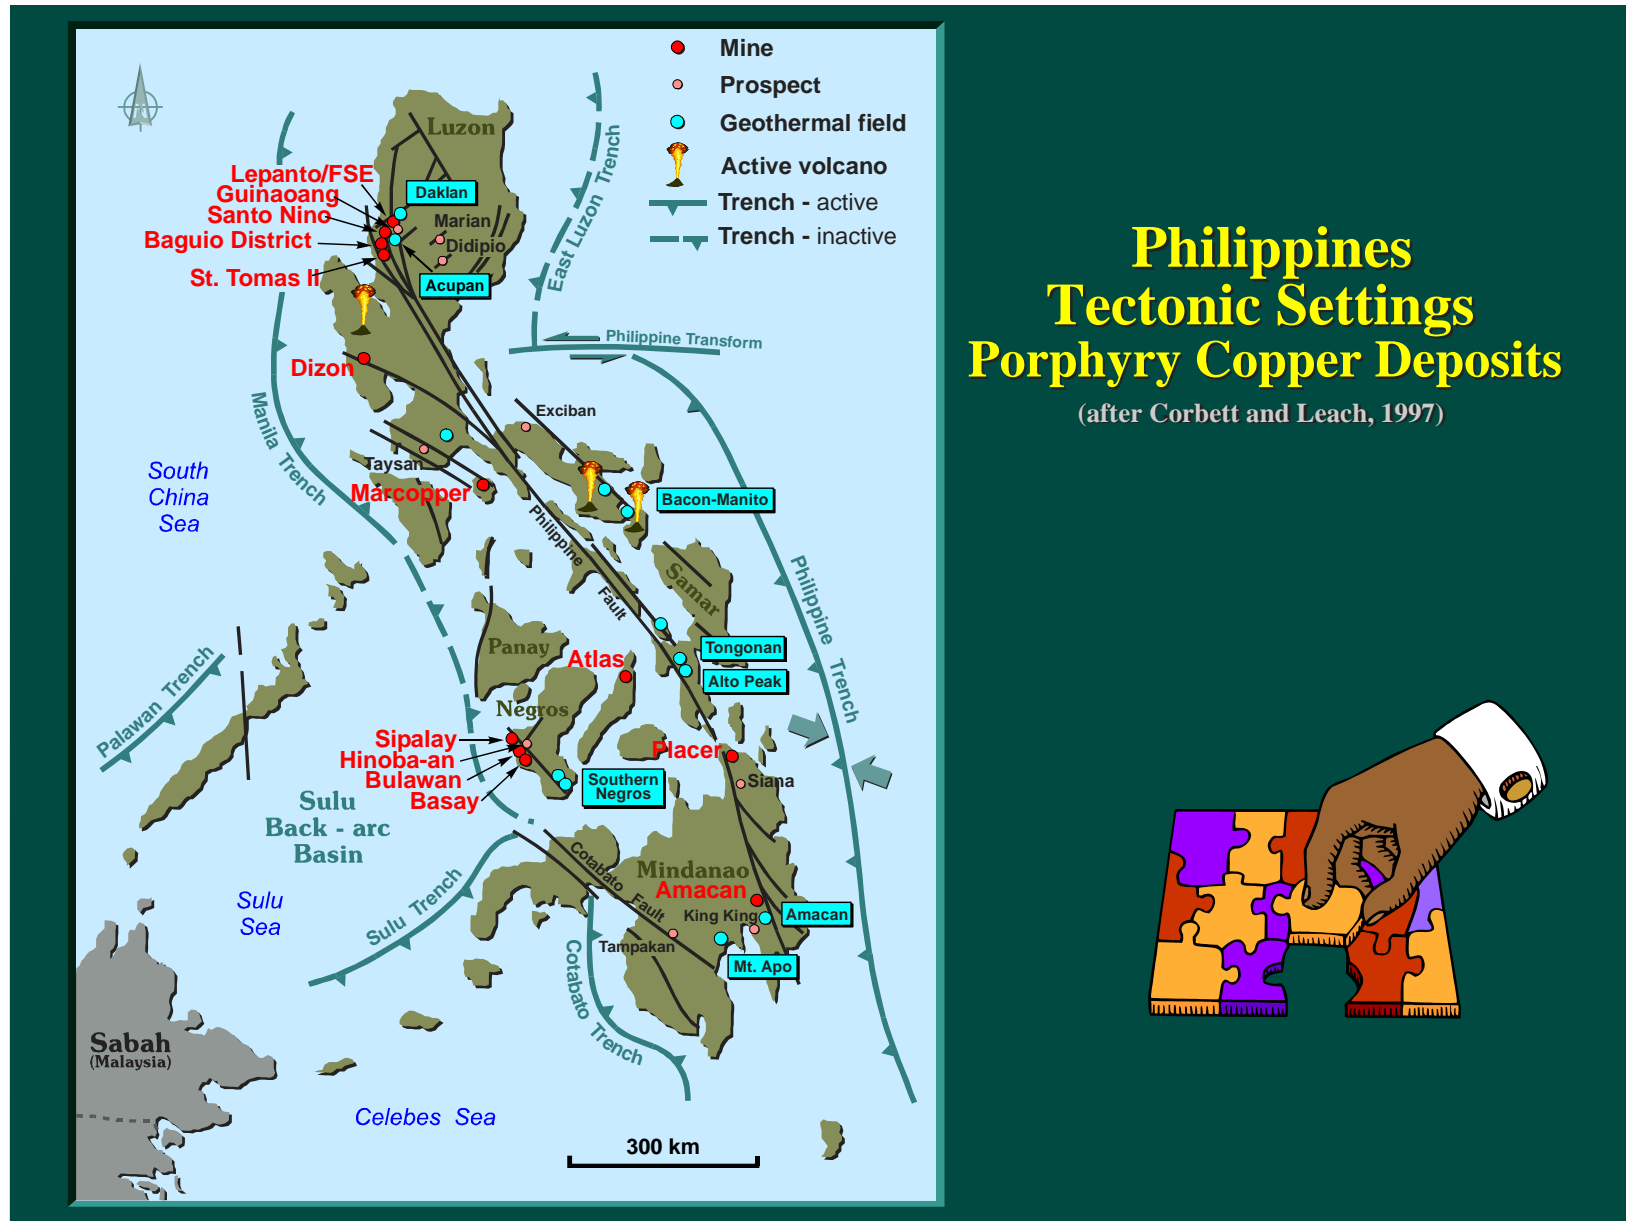 Mine
Prospect
Geothermal field
Active volcano
Trench - active
Trench - inactive
Luzon
Lepanto/FSE
Guinaoang
Santo Nino
Baguio District
St. Tomas II
Daklan
Marian
Didipio
Acupan
East Luzon Trench
Philippine Transform
Dizon
Manila Trench
Exciban
Taysan
Marcopper
Bacon-Manito
South
China
Sea
Philippine Fault
Samar
Philippine Trench
Panay
Atlas
Tongonan
Alto Peak
Palawan Trench
Negros
Sipalay
Hinoba-an
Bulawan
Basay
Placer
Siana
Southern
Negros
Sulu
Back - arc
Basin
Cotabato Fault
Mindanao
Amacan
King King
Amacan
Tampakan
Mt. Apo
Sulu Trench
Sulu
Sea
Cotabato Trench
Sabah
(Malaysia)
Celebes Sea
300 km
Philippines
Tectonic Settings
Porphyry Copper Deposits
(after Corbett and Leach, 1997)